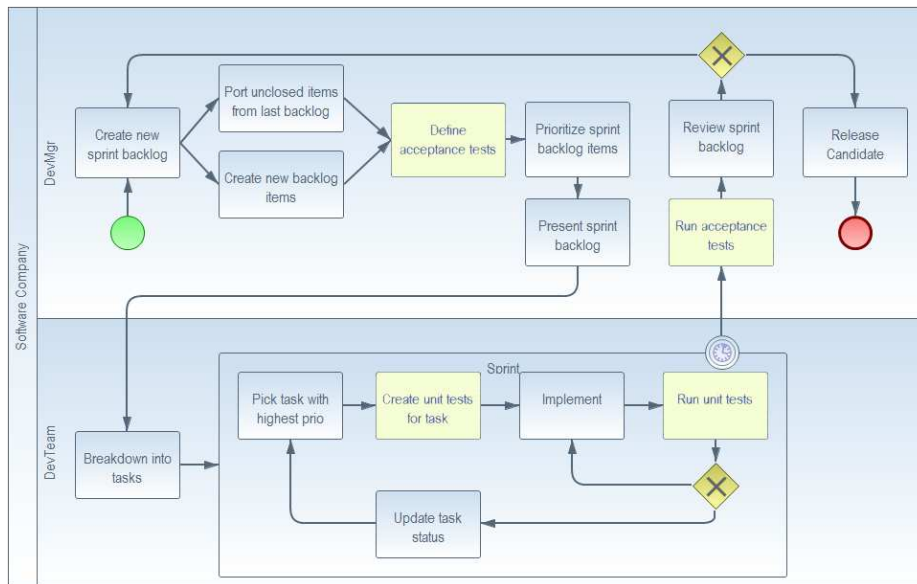 Software Company
DevMgr
Create new
sprint backlog
Port unclosed items
from last backlog
Create new backlog
items
Define
acceptance tests
Prioritize sprint
backlog items
Present sprint
backlog
Review sprint
backlog
Run acceptance
tests
Release
Candidate
DevTeam
Breakdown into
tasks
Sprint
Pick task with
highest prio
Create unit tests
for task
Implement
Run unit tests
Update task
status